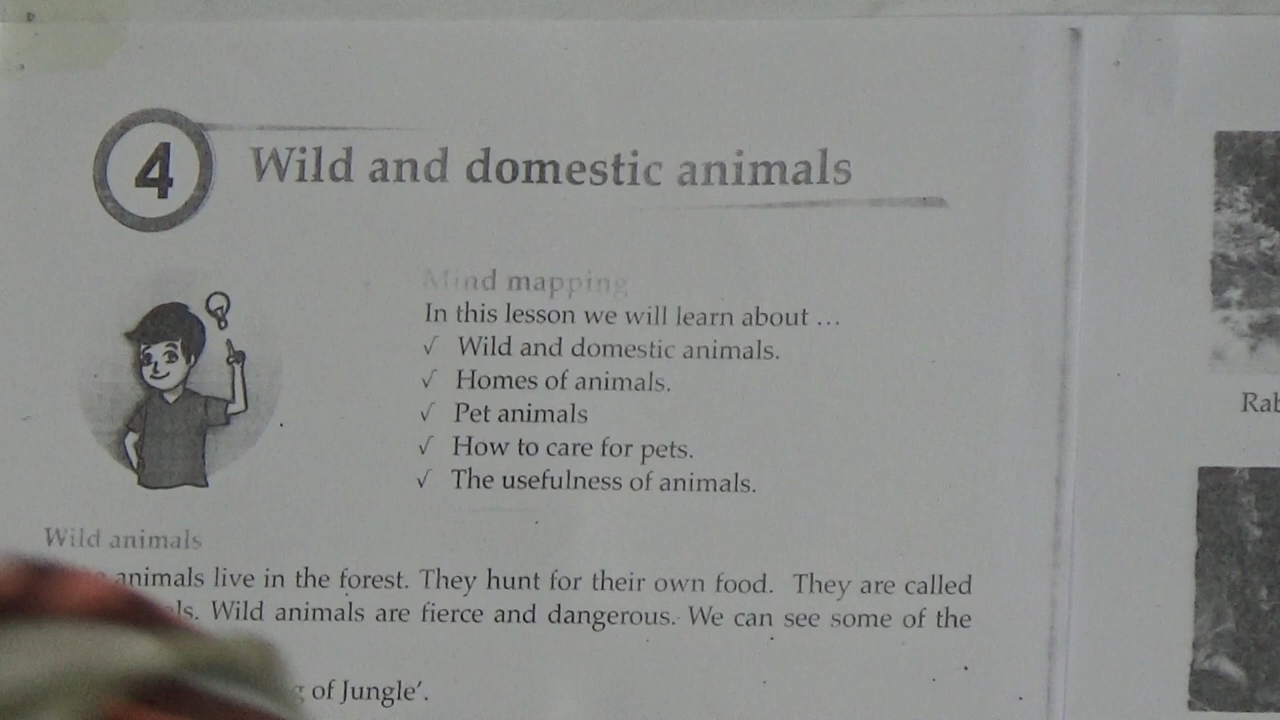 4
Wild and domestic animals
Mind mapping
In this lesson we will learn about ...
✓ Wild and domestic animals.
✓ Homes of animals.
✓ Pet animals
✓ How to care for pets.
✓ The usefulness of animals.
Wild animals
animals live in the forest. They hunt for their own food. They are called
Wild animals are fierce and dangerous. We can see some of the
of Jungle'.